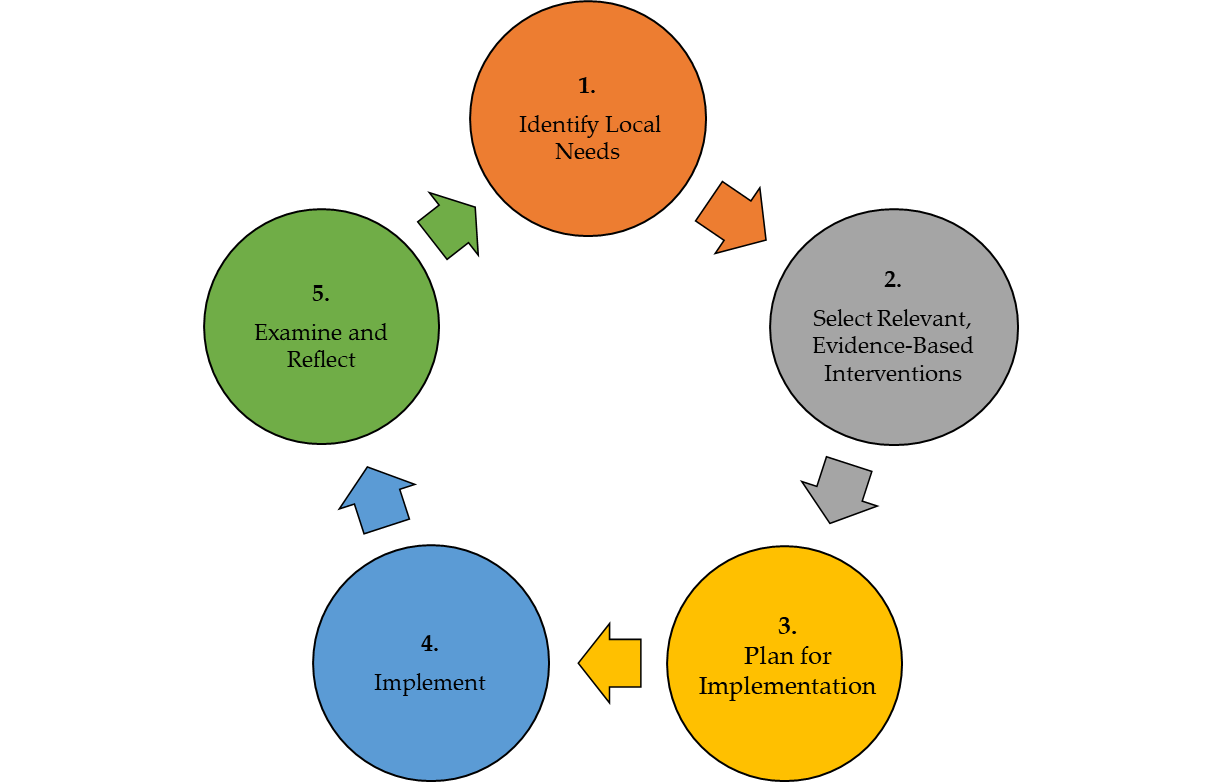 1.
Identify Local
Needs
2.
Select Relevant,
Evidence-Based
Interventions
3.
Plan for
Implementation
4.
Implement
5.
Examine and
Reflect